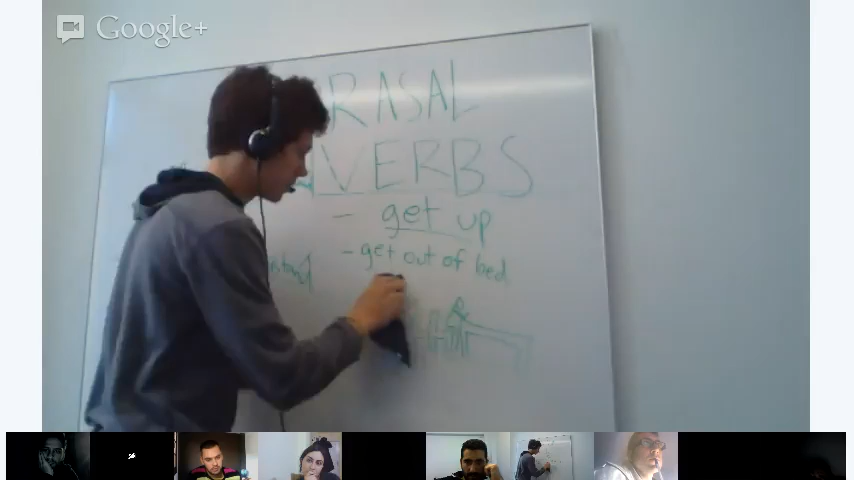 Google+
RASAL
VERBS
- get up
- get out of bed